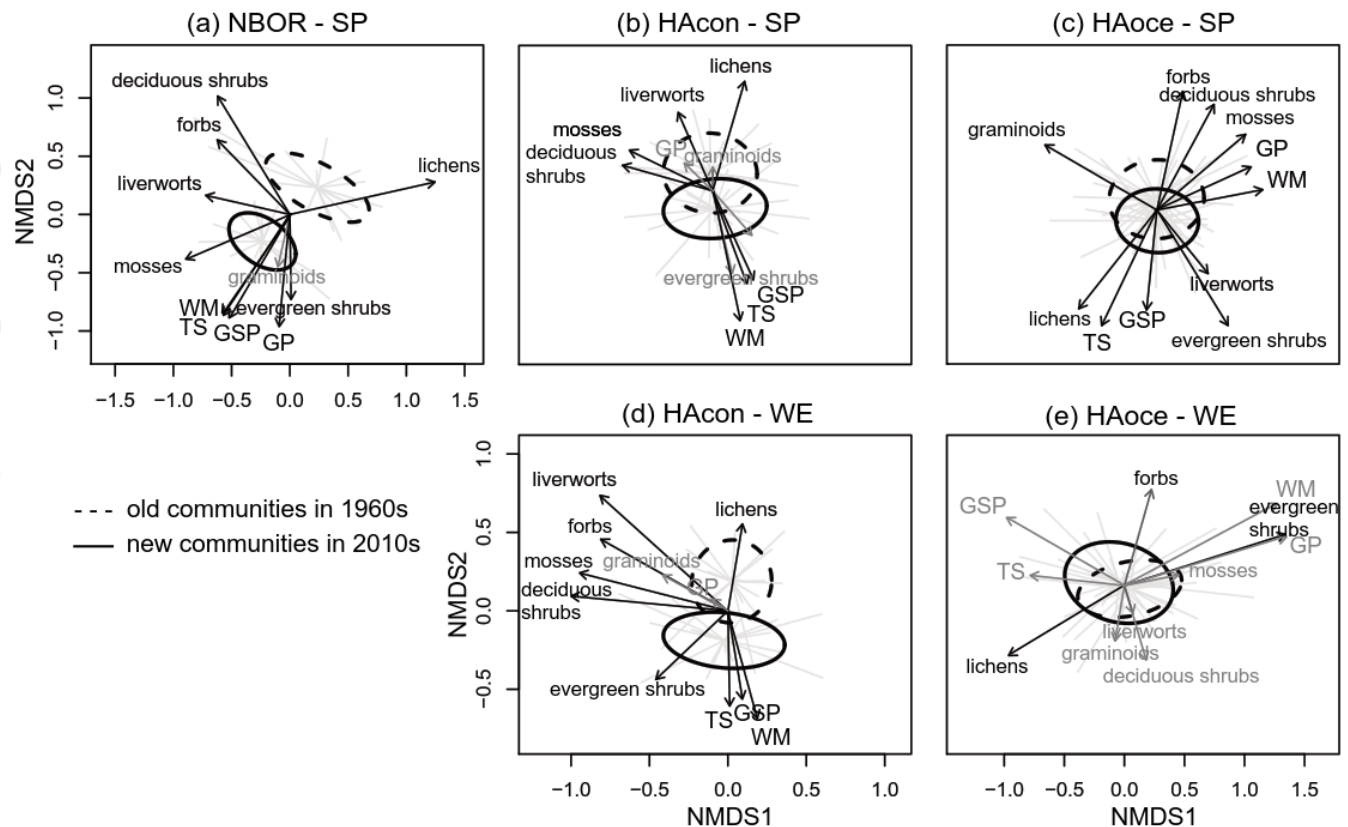 (a) NBOR - SP
(b) HAcon - SP
(c) HAoce - SP
NMDS2
1.0
0.5
0.0
−0.5
−1.0
deciduous shrubs
forbs
lichens
liverworts
mosses
graminoids
WM
evergreen shrubs
TS
GSP
GP
−1.5
−1.0
−0.5
0.0
0.5
1.0
1.5
lichens
liverworts
mosses
GP
graminoids
deciduous
shrubs
evergreen shrubs
GSP
TS
WM
forbs
deciduous shrubs
mosses
graminoids
GP
WM
liverworts
lichens
GSP
TS
evergreen shrubs
old communities in 1960s
new communities in 2010s
(d) HAcon - WE
(e) HAoce - WE
NMDS2
1.0
0.5
0.0
−0.5
liverworts
lichens
forbs
graminoids
mosses
GP
deciduous
shrubs
evergreen shrubs
TS
GSP
WM
−1.0
−0.5
0.0
0.5
1.0
NMDS1
forbs
GSP
WM
evergreen
shrubs
GP
TS
mosses
liverworts
graminoids
lichens
deciduous shrubs
−1.0
−0.5
0.0
0.5
1.0
1.5
NMDS1